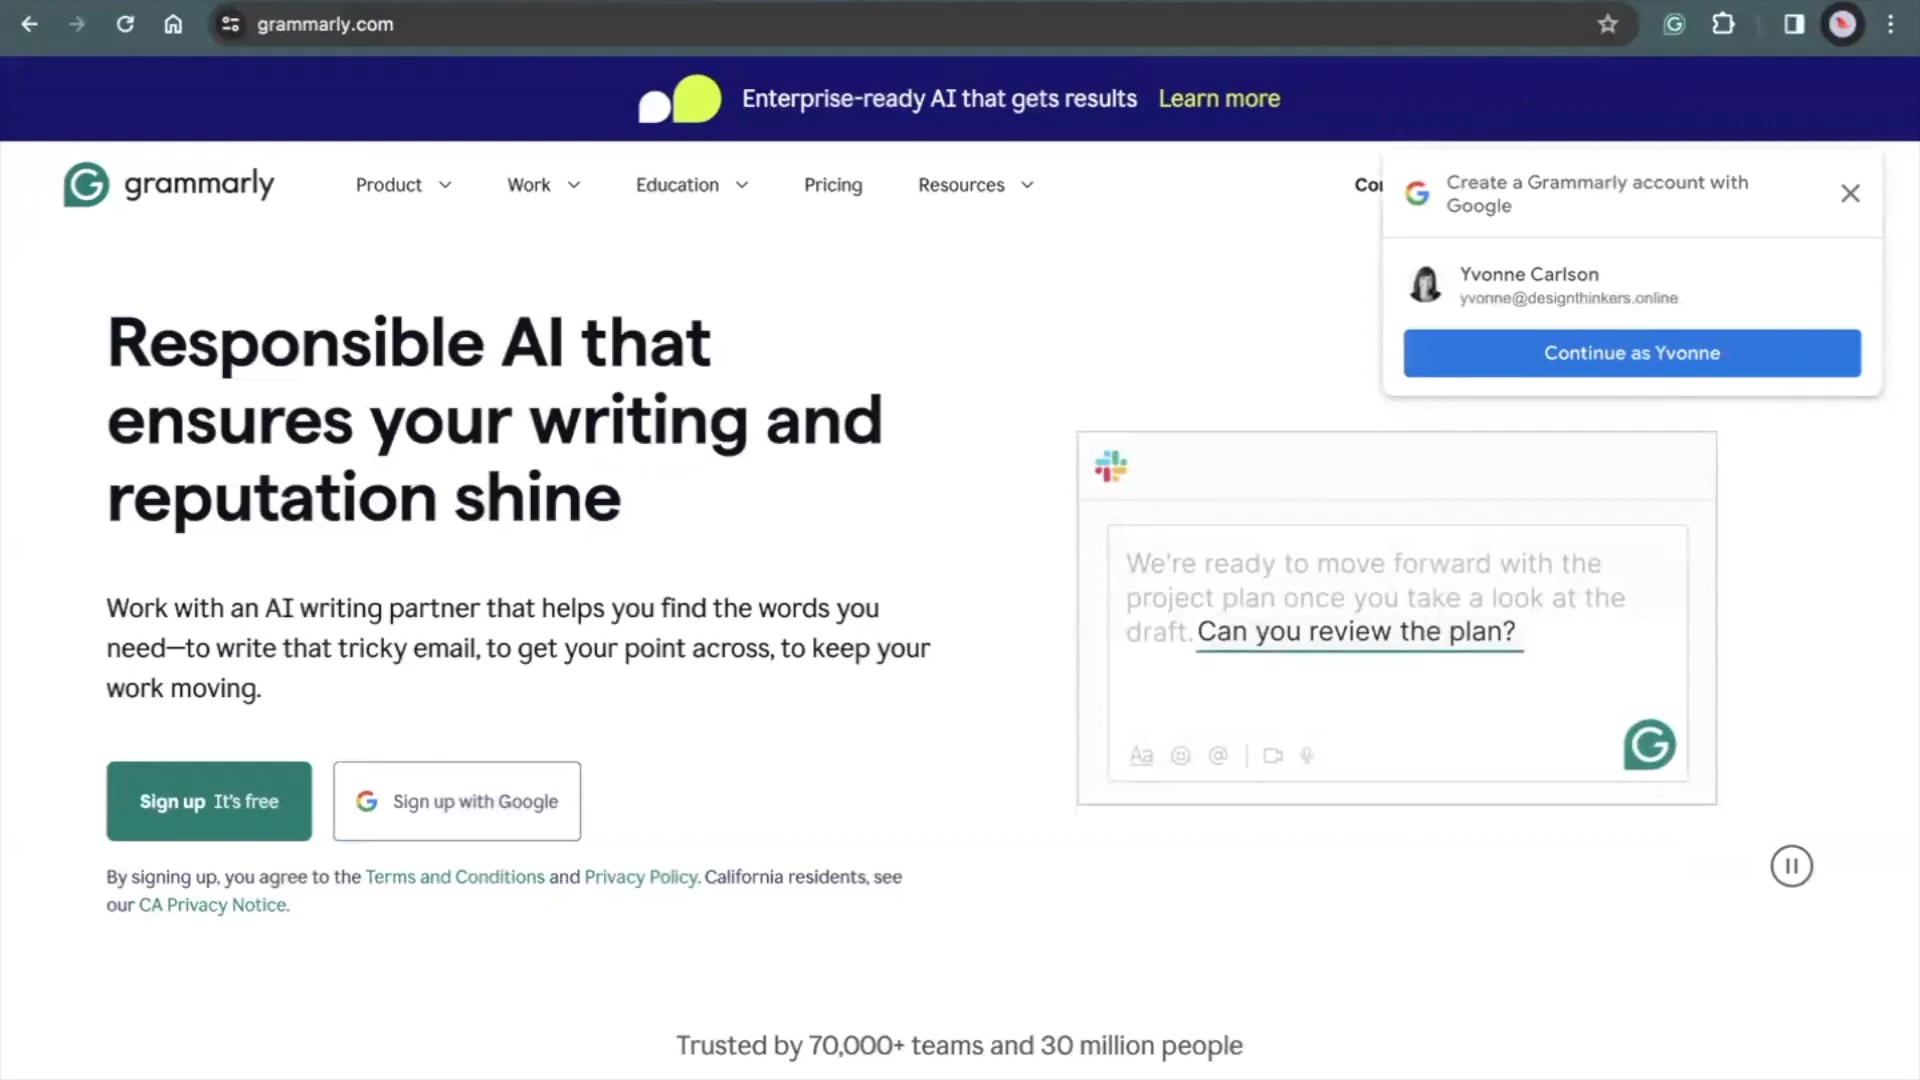 grammarly.com
Enterprise-ready AI that gets results Learn more
grammarly Product Work Education Pricing Resources
Create a Grammarly account with
Google
Yvonne Carlson
yvonne@designthinkers.online
Continue as Yvonne
Responsible AI that
ensures your writing and
reputation shine
Work with an AI writing partner that helps you find the words you
need—to write that tricky email, to get your point across, to keep your
work moving.
Sign up It's free
Sign up with Google
By signing up, you agree to the Terms and Conditions and Privacy Policy. California residents, see
our CA Privacy Notice.
We're ready to move forward with the
project plan once you take a look at the
draft. Can you review the plan?
Aa
Trusted by 70,000+ teams and 30 million people